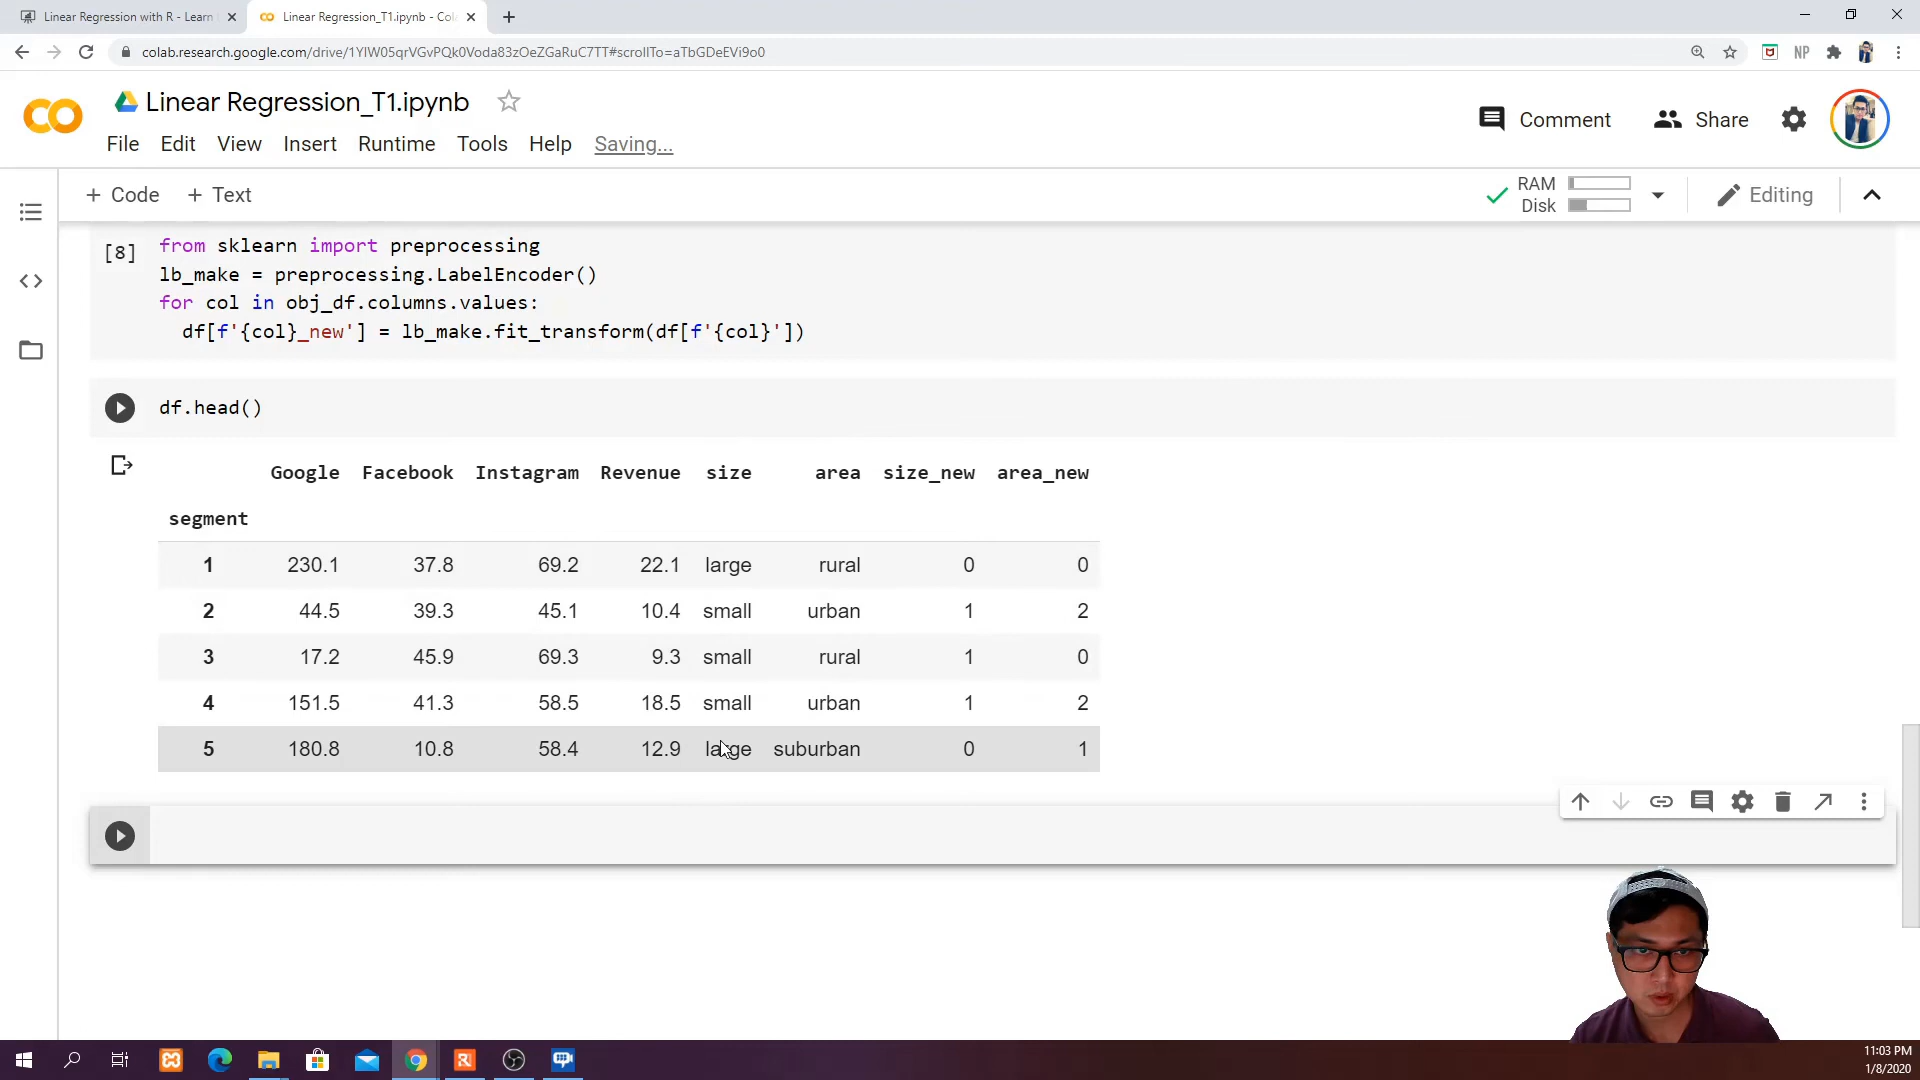 Linear Regression with R - Learn
Linear Regression_T1.ipynb - Col
colab.research.google.com/drive/1YIW05qrVGvPQk0Voda83zOeZGaRuC7TT#scrollTo=aTbGDeEVi9o0
NP
CO
Linear Regression_T1.ipynb
File Edit View Insert Runtime Tools Help Saving...
Comment Share
+ Code + Text
RAM
Disk
Editing
[8]
from sklearn import preprocessing
lb_make = preprocessing.LabelEncoder()
for col in obj_df.columns.values:
df[f'{col}_new'] = lb_make.fit_transform(df[f'{col}'])
df.head()
Google Facebook Instagram Revenue size area size_new area_new
segment
1 230.1 37.8 69.2 22.1 large rural 0 0
2 44.5 39.3 45.1 10.4 small urban 1 2
3 17.2 45.9 69.3 9.3 small rural 1 0
4 151.5 41.3 58.5 18.5 small urban 1 2
5 180.8 10.8 58.4 12.9 large suburban 0 1
11:03 PM
1/8/2020